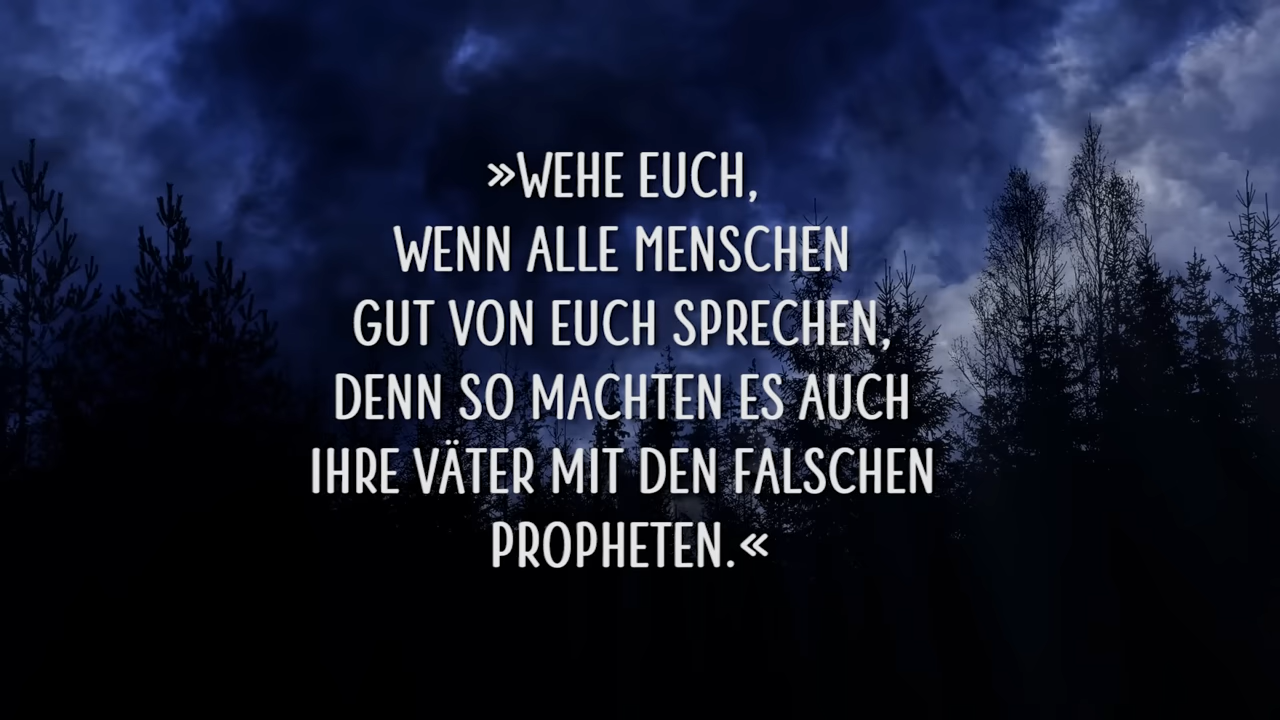 »WEHE EUCH,
WENN ALLE MENSCHEN
GUT VON EUCH SPRECHEN,
DENN SO MACHTEN ES AUCH
IHRE VÄTER MIT DEN FALSCHEN
PROPHETEN.«